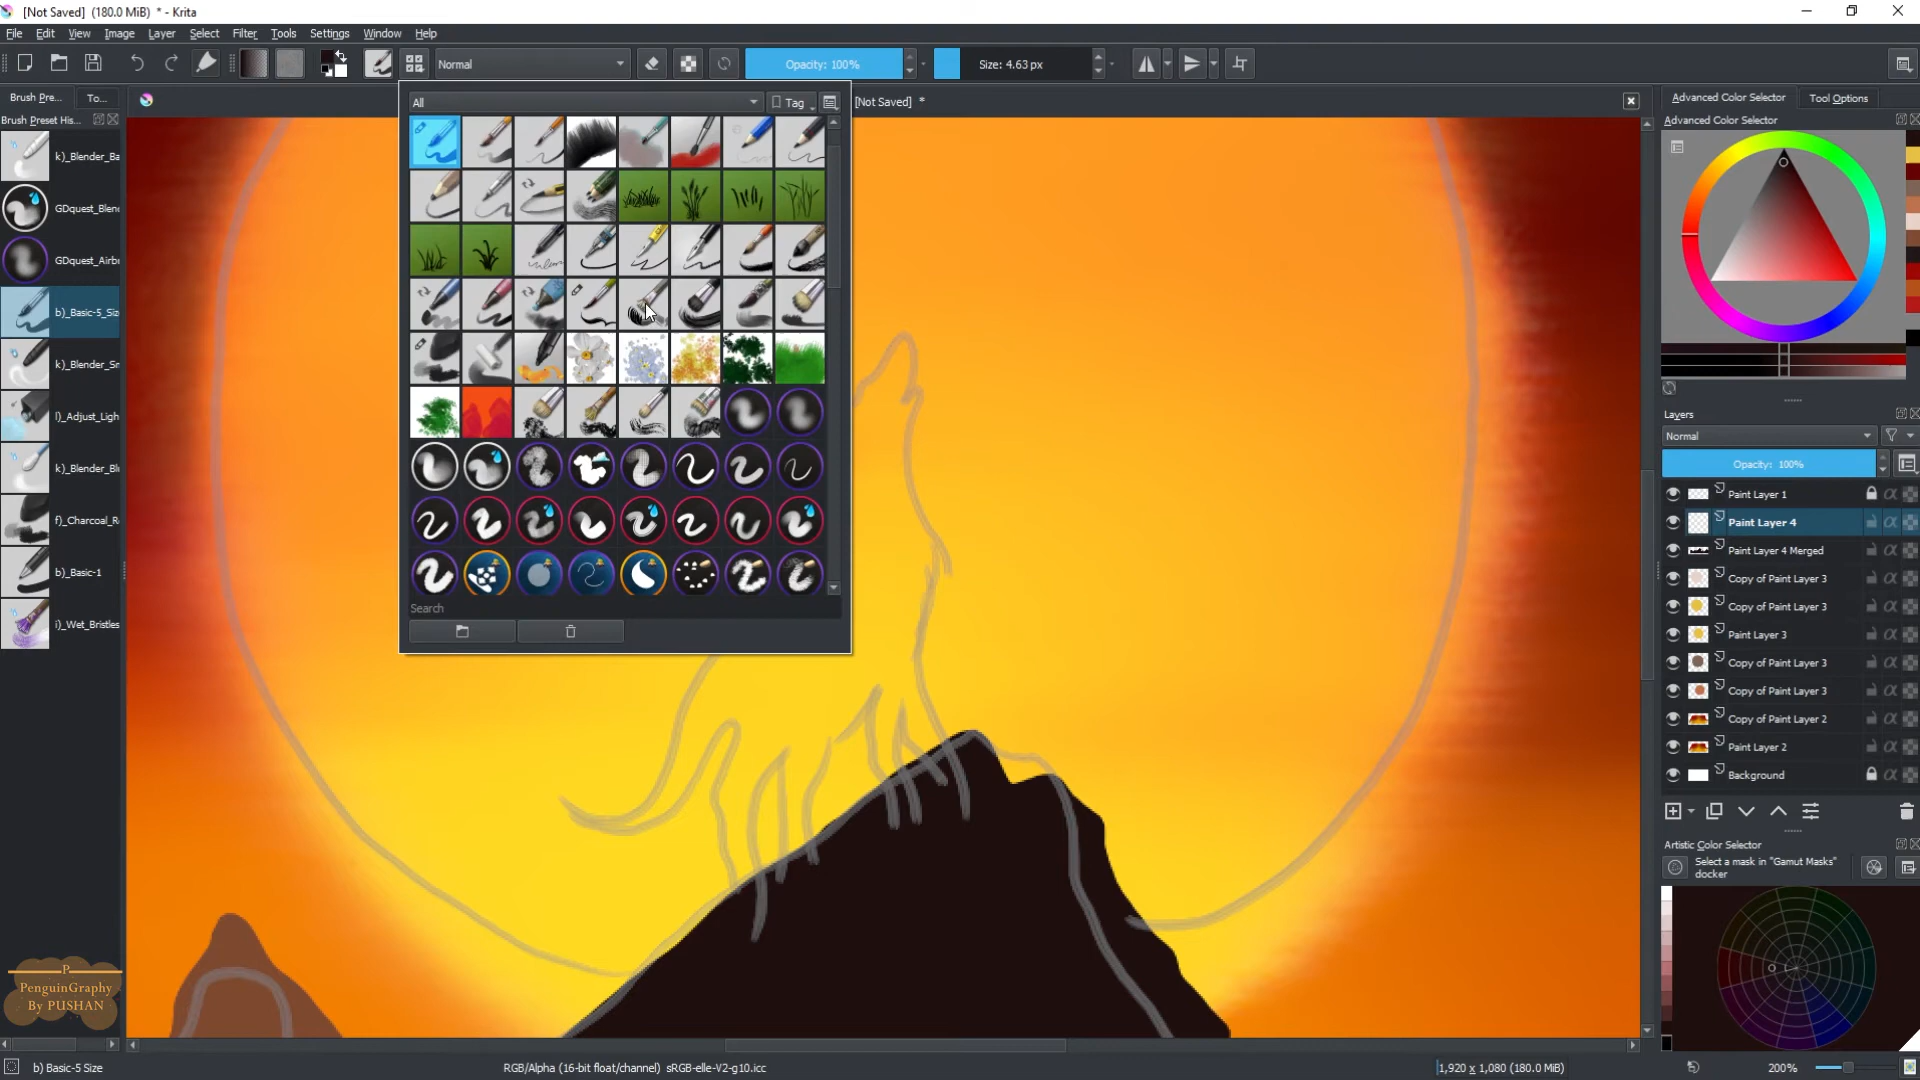 [Not Saved] (180.0 MiB) * - Krita
File Edit View Image Layer Select Filter Tools Settings Window Help
Normal
Opacity: 100%
Size: 4.63 px
Brush Pre...
To...
[Not Saved] *
Brush Preset His...
k)_Blender_Ba
GDquest_Blend
GDquest_Airbr
b)_Basic-5_Siz
k)_Blender_Sm
l)_Adjust_Ligh
k)_Blender_Blu
f)_Charcoal_R
b)_Basic-1
i)_Wet_Bristles
All
Tag
Search
Advanced Color Selector
Tool Options
Advanced Color Selector
Layers
Normal
Opacity: 100%
Paint Layer 1
Paint Layer 4
Paint Layer 4 Merged
Copy of Paint Layer 3
Copy of Paint Layer 3
Paint Layer 3
Copy of Paint Layer 3
Copy of Paint Layer 3
Copy of Paint Layer 2
Paint Layer 2
Background
Artistic Color Selector
Select a mask in "Gamut Masks"
docker
P
PenguinGraphy
By PUSHAN
b) Basic-5 Size
RGB/Alpha (16-bit float/channel) sRGB-elle-V2-g10.icc
1,920 x 1,080 (180.0 MiB)
200%